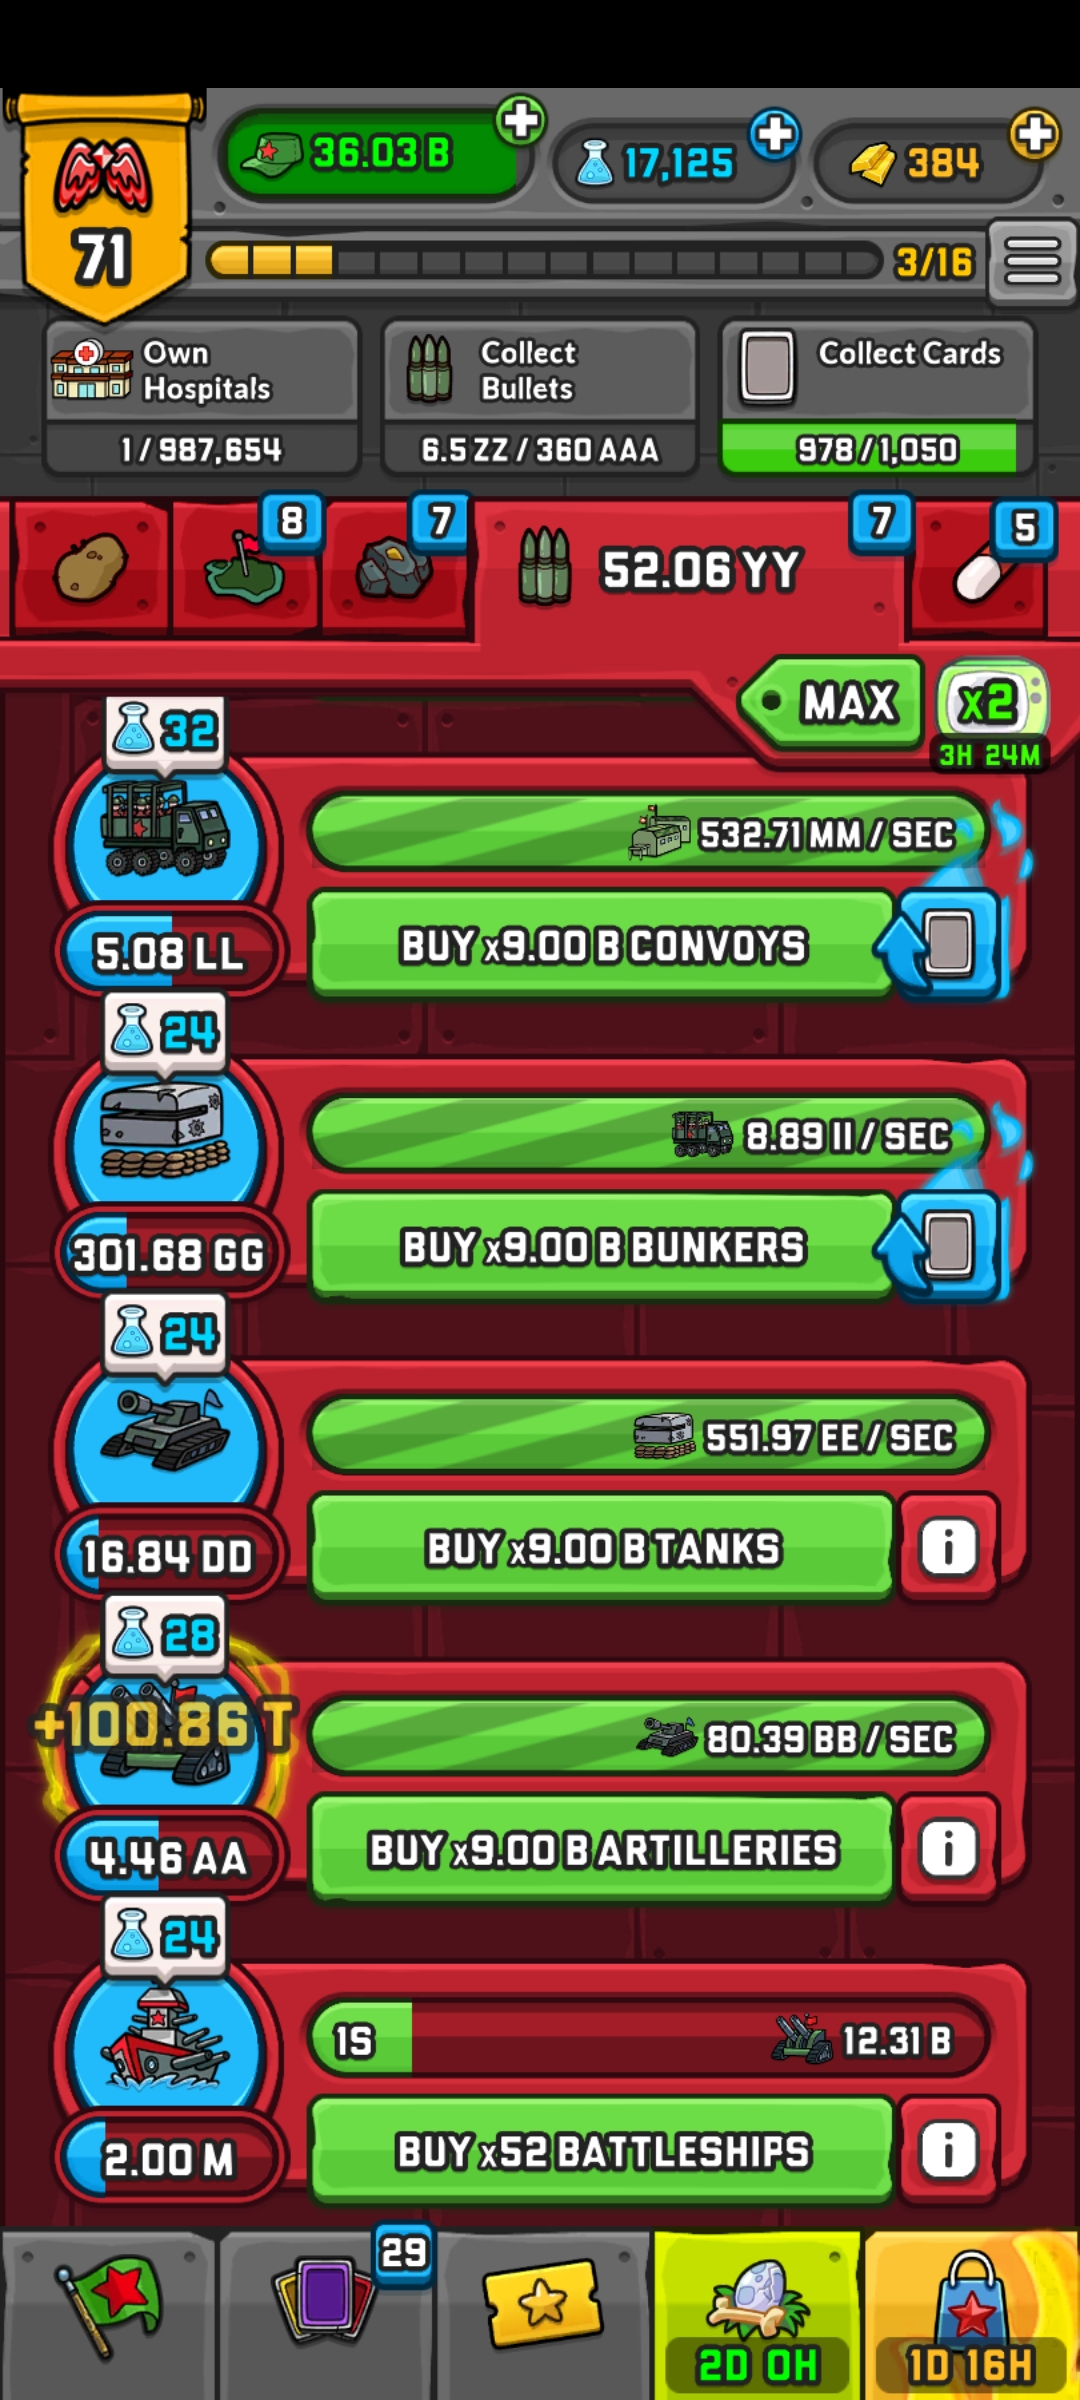 36.03 B
17,125
384
71
3/16
Own
Hospitals
1/987,654
Collect
Bullets
6.5 ZZ / 360 AAA
Collect Cards
978/1,050
8
7
52.06 YY
7
5
MAX
x2
3H 24M
32
532.71 MM / SEC
5.08 LL
BUY x9.00 B CONVOYS
24
8.89 II / SEC
301.68 GG
BUY x9.00 B BUNKERS
24
551.97 EE / SEC
16.84 DD
BUY x9.00 B TANKS
i
28
+100.86 T
80.39 BB / SEC
4.46 AA
BUY x9.00 B ARTILLERIES
i
24
1S
12.31 B
2.00 M
BUY x52 BATTLESHIPS
i
29
2D 0H
1D 16H